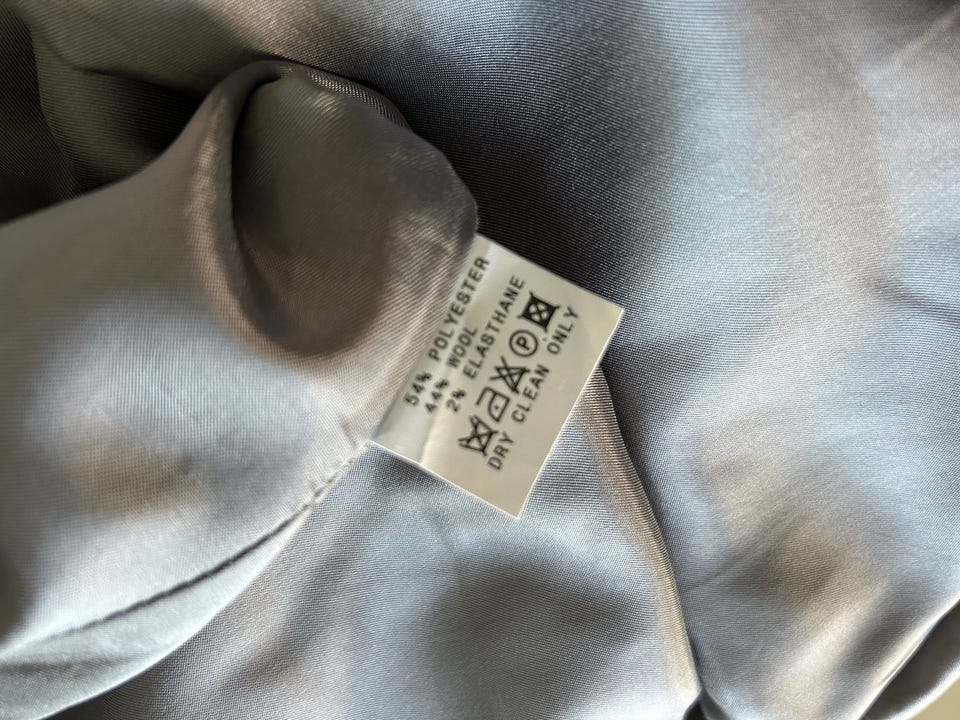 54% POLYESTER
44% WOOL
2% ELASTHANE
P
DRY CLEAN ONLY